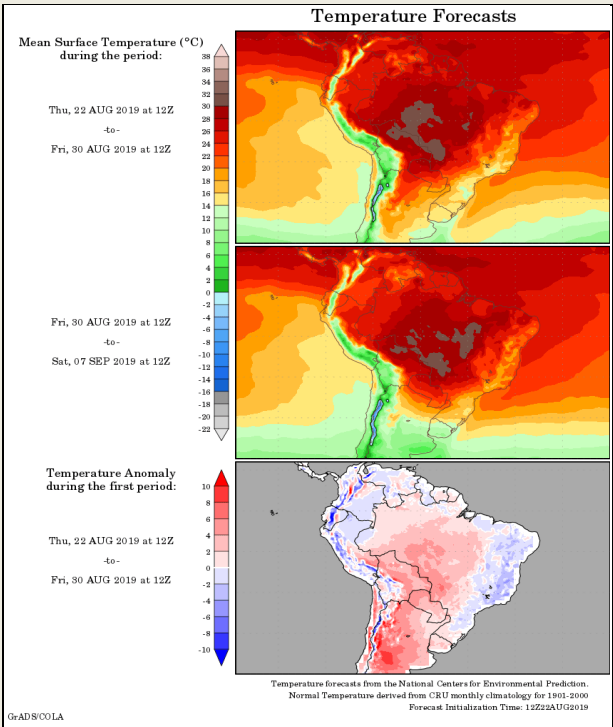 Temperature Forecasts
Mean Surface Temperature (°C)
during the period:
Thu, 22 AUG 2019 at 12Z
-to-
Fri, 30 AUG 2019 at 12Z
38
36
34
32
30
28
26
24
22
20
18
16
14
12
10
8
6
4
2
0
-2
-4
-6
-8
-10
-12
-14
-16
-18
-20
-22
Fri, 30 AUG 2019 at 12Z
-to-
Sat, 07 SEP 2019 at 12Z
Temperature Anomaly
during the first period:
Thu, 22 AUG 2019 at 12Z
-to-
Fri, 30 AUG 2019 at 12Z
10
8
6
4
2
0
-2
-4
-6
-8
-10
Temperature forecasts from the National Centers for Environmental Prediction.
Normal Temperature derived from CRU monthly climatology for 1901-2000
Forecast Initialization Time: 12Z22AUG2019
GrADS/COLA